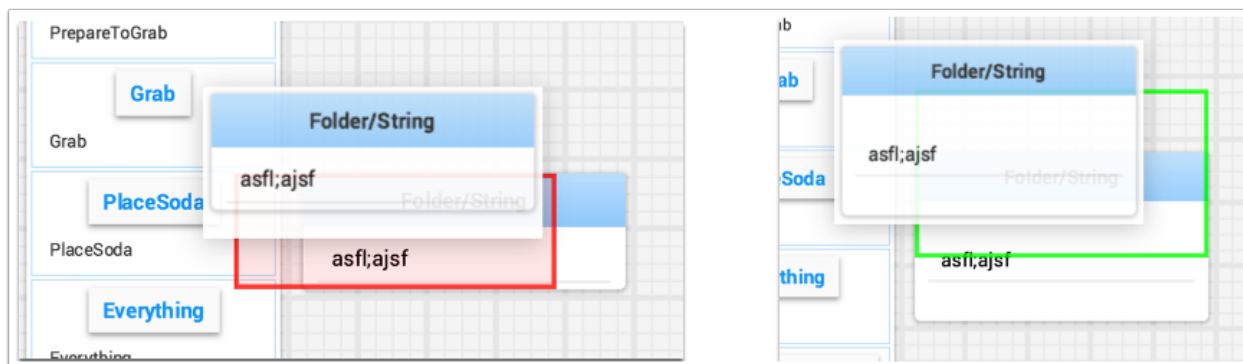 PrepareToGrab
Grab
Grab
PlaceSoda
PlaceSoda
Everything
Everything
Folder/String
asfl;ajsf
Folder/String
asfl;ajsf
Folder/String
asfl;ajsf
Folder/String
asfl;ajsf